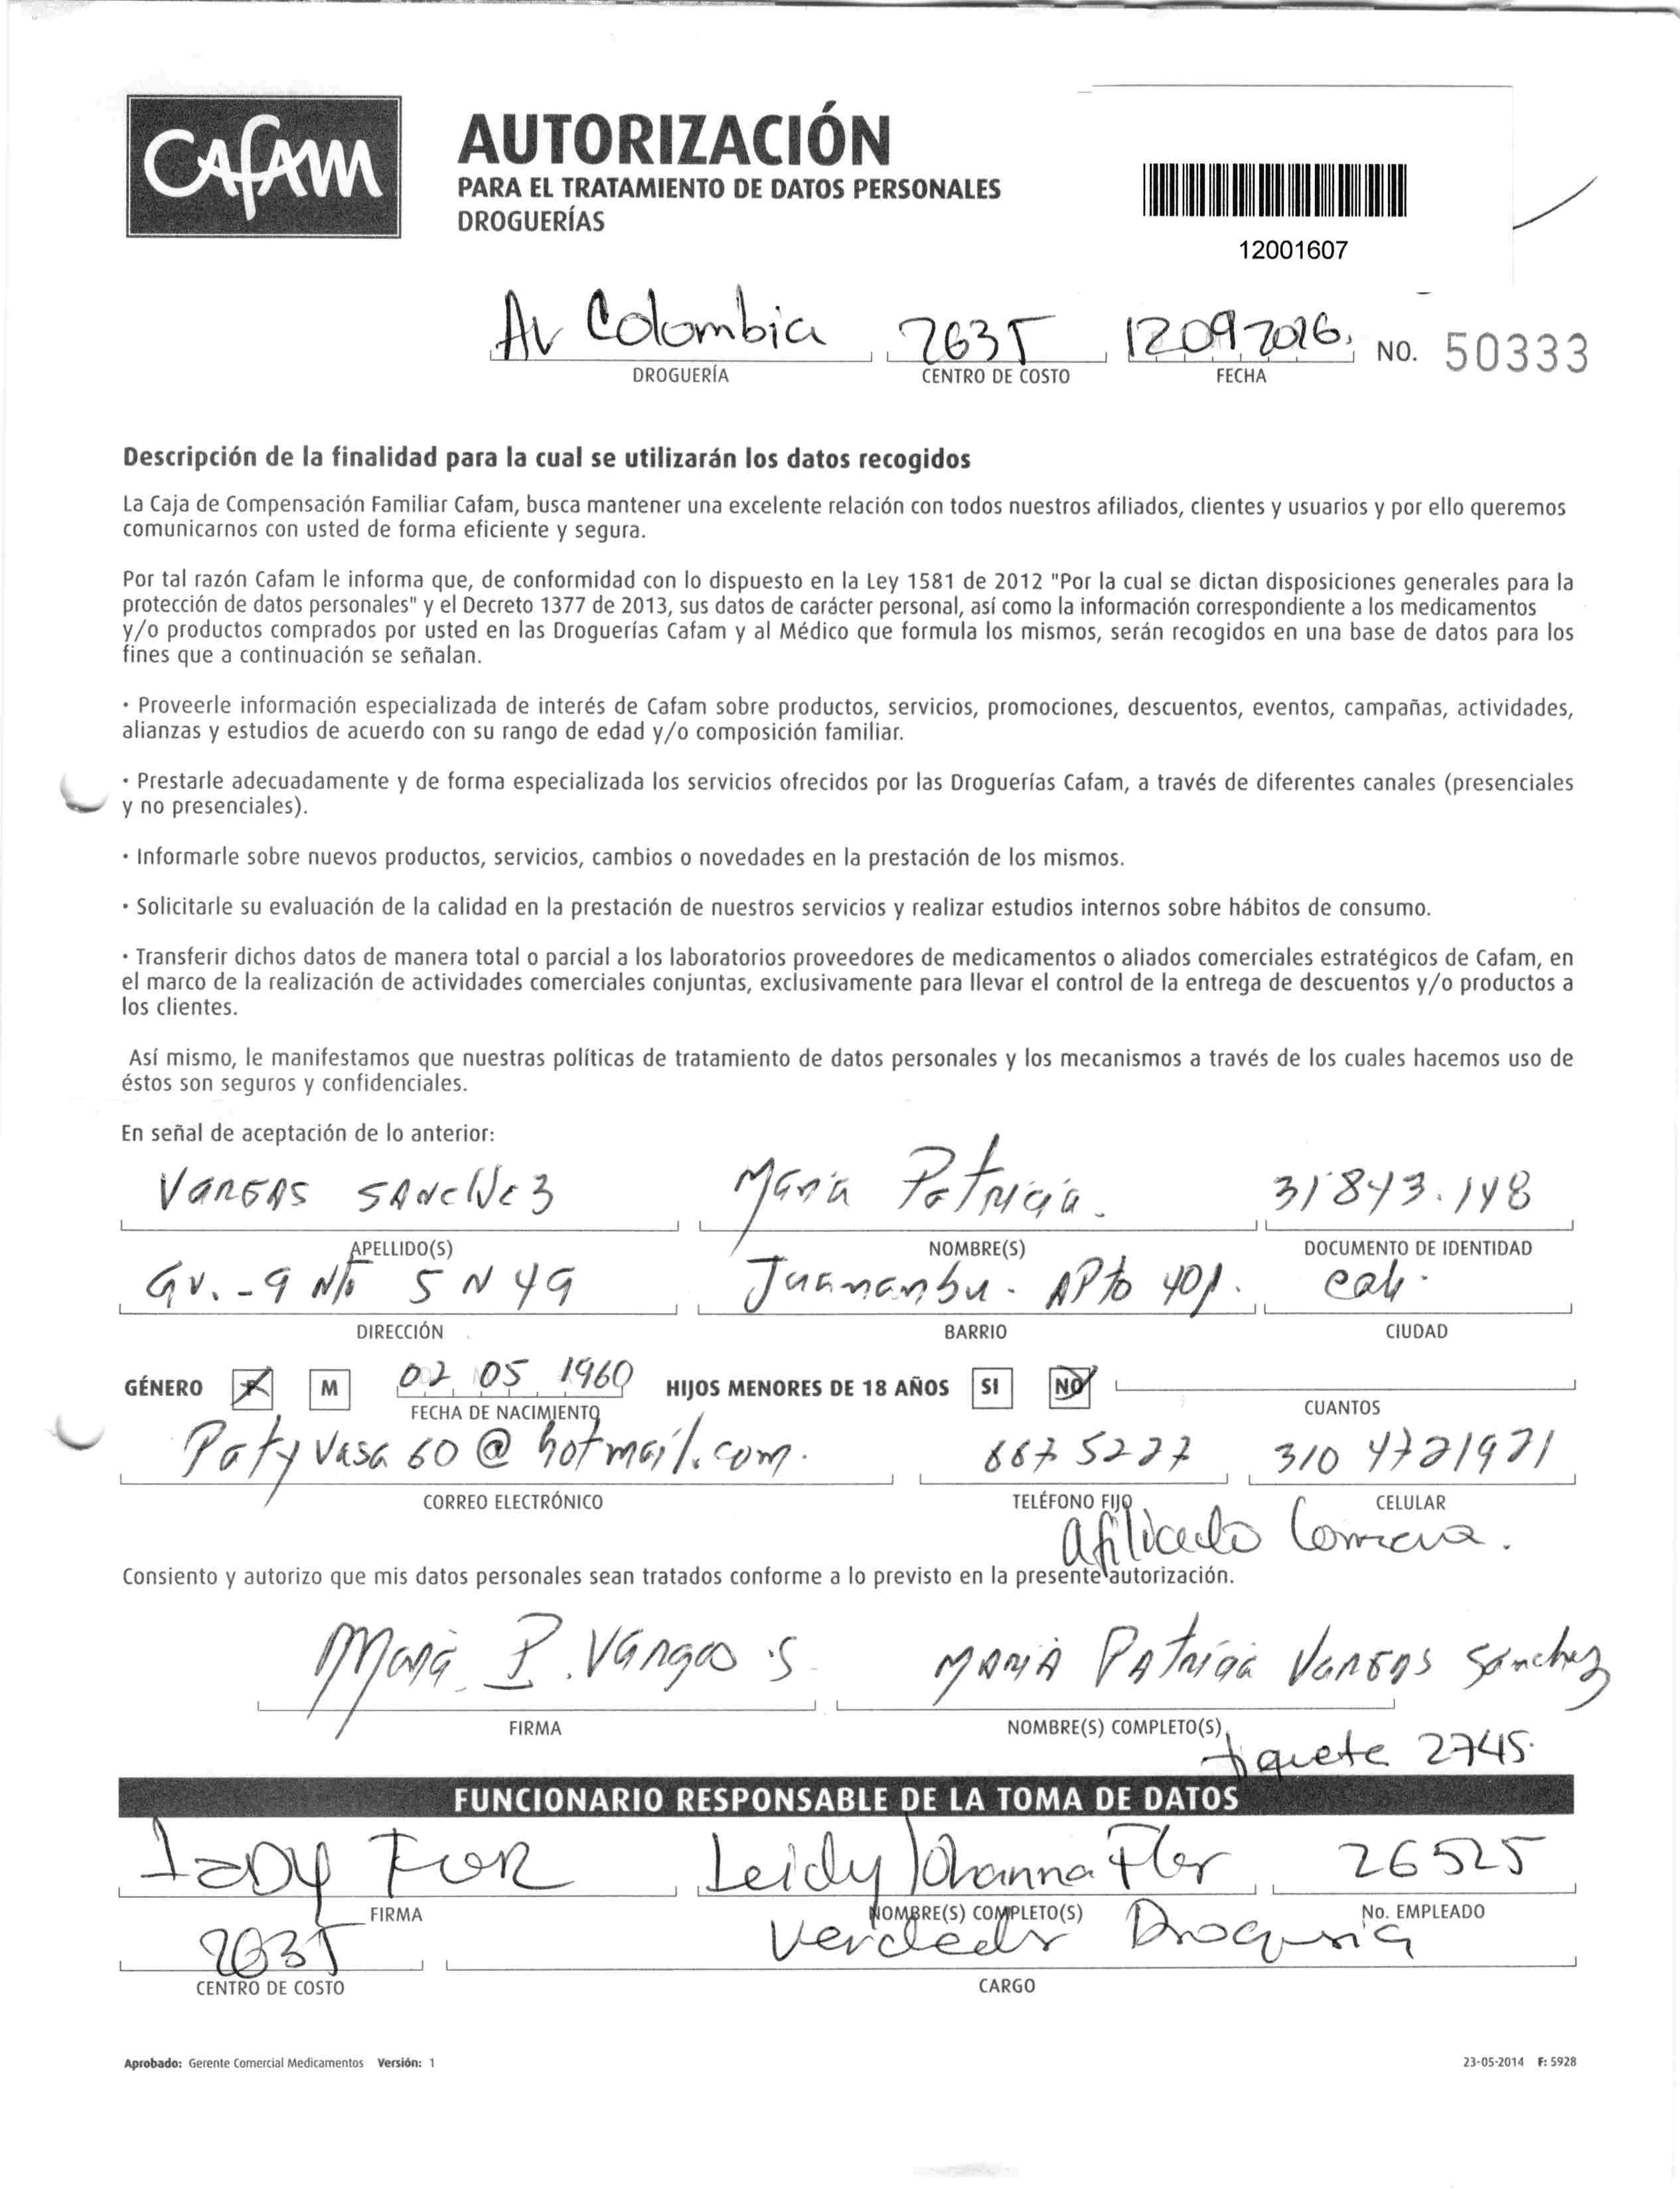 Cafam
AUTORIZACIÓN
PARA EL TRATAMIENTO DE DATOS PERSONALES
DROGUERÍAS
12001607
Av Colombia 2635 12092016. NO. 50333
DROGUERÍA CENTRO DE COSTO FECHA
Descripción de la finalidad para la cual se utilizarán los datos recogidos
La Caja de Compensación Familiar Cafam, busca mantener una excelente relación con todos nuestros afiliados, clientes y usuarios y por ello queremos
comunicarnos con usted de forma eficiente y segura.
Por tal razón Cafam le informa que, de conformidad con lo dispuesto en la Ley 1581 de 2012 "Por la cual se dictan disposiciones generales para la
protección de datos personales" y el Decreto 1377 de 2013, sus datos de carácter personal, así como la información correspondiente a los medicamentos
y/o productos comprados por usted en las Droguerías Cafam y al Médico que formula los mismos, serán recogidos en una base de datos para los
fines que a continuación se señalan.
· Proveerle información especializada de interés de Cafam sobre productos, servicios, promociones, descuentos, eventos, campañas, actividades,
alianzas y estudios de acuerdo con su rango de edad y/o composición familiar.
· Prestarle adecuadamente y de forma especializada los servicios ofrecidos por las Droguerías Cafam, a través de diferentes canales (presenciales
y no presenciales).
· Informarle sobre nuevos productos, servicios, cambios o novedades en la prestación de los mismos.
· Solicitarle su evaluación de la calidad en la prestación de nuestros servicios y realizar estudios internos sobre hábitos de consumo.
· Transferir dichos datos de manera total o parcial a los laboratorios proveedores de medicamentos o aliados comerciales estratégicos de Cafam, en
el marco de la realización de actividades comerciales conjuntas, exclusivamente para llevar el control de la entrega de descuentos y/o productos a
los clientes.
Así mismo, le manifestamos que nuestras políticas de tratamiento de datos personales y los mecanismos a través de los cuales hacemos uso de
éstos son seguros y confidenciales.
En señal de aceptación de lo anterior:
VARGAS SANCHEZ Maria Patricia. 31'843.148
APELLIDO(S) NOMBRE(S) DOCUMENTO DE IDENTIDAD
5 N 49 Juanambu. APto 401. Cali.
DIRECCIÓN BARRIO CIUDAD
GÉNERO F M 02 05 1960 HIJOS MENORES DE 18 AÑOS SI NO
FECHA DE NACIMIENTO CUANTOS
Patyvasa60@hotmail.com. 667 5277 310 4721971
CORREO ELECTRÓNICO TELÉFONO FIJO CELULAR
afiliado
Consiento y autorizo que mis datos personales sean tratados conforme a lo previsto en la presente autorización.
Maria P. Vargas S. MARIA PAtricia VARGAS Sánchez
FIRMA NOMBRE(S) COMPLETO(S)
tiquete 2745.
FUNCIONARIO RESPONSABLE DE LA TOMA DE DATOS
Leidy Johanna Flor 26525
FIRMA NOMBRE(S) COMPLETO(S) No. EMPLEADO
2635 Vendedor Drogueria
CENTRO DE COSTO CARGO
Aprobado: Gerente Comercial Medicamentos Versión: 1 23-05-2014 F: 5928